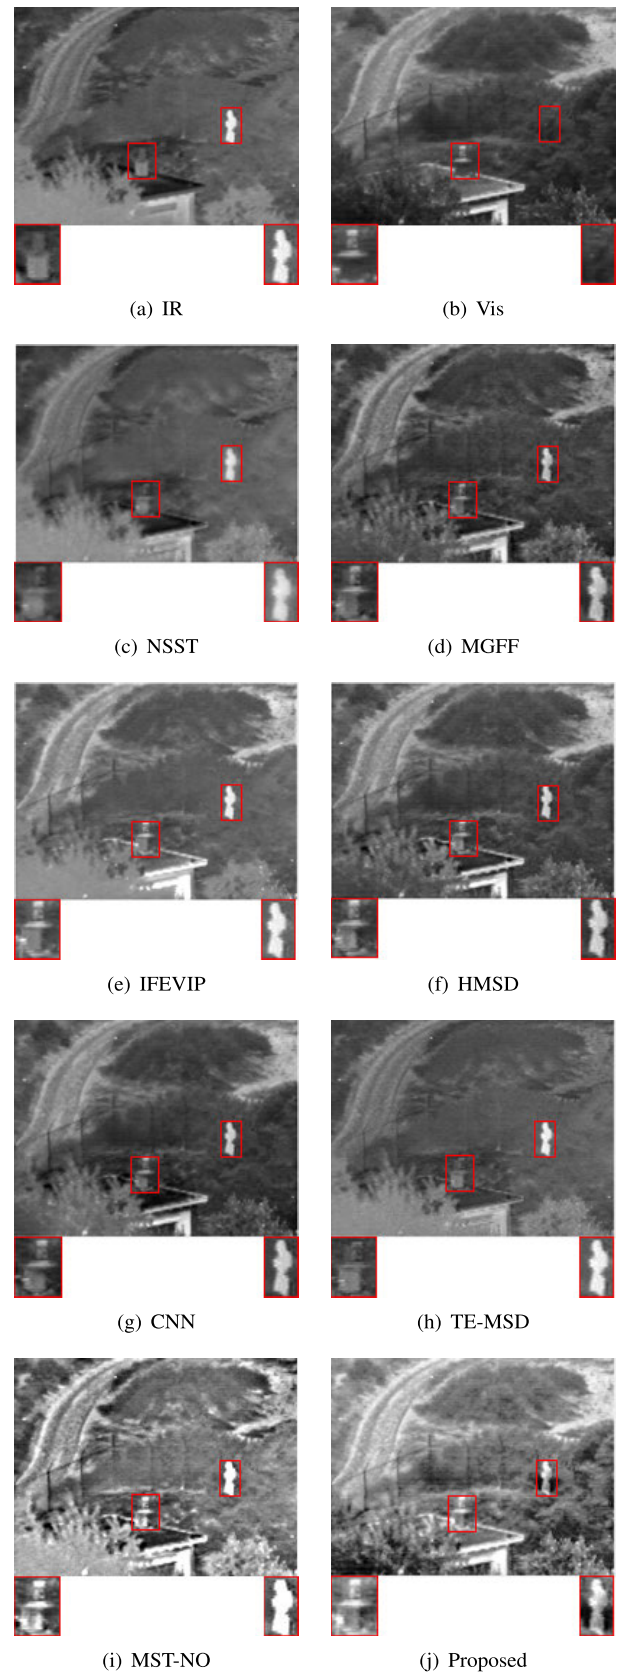 (a) IR
(b) Vis
(c) NSST
(d) MGFF
(e) IFEVIP
(f) HMSD
(g) CNN
(h) TE-MSD
(i) MST-NO
(j) Proposed